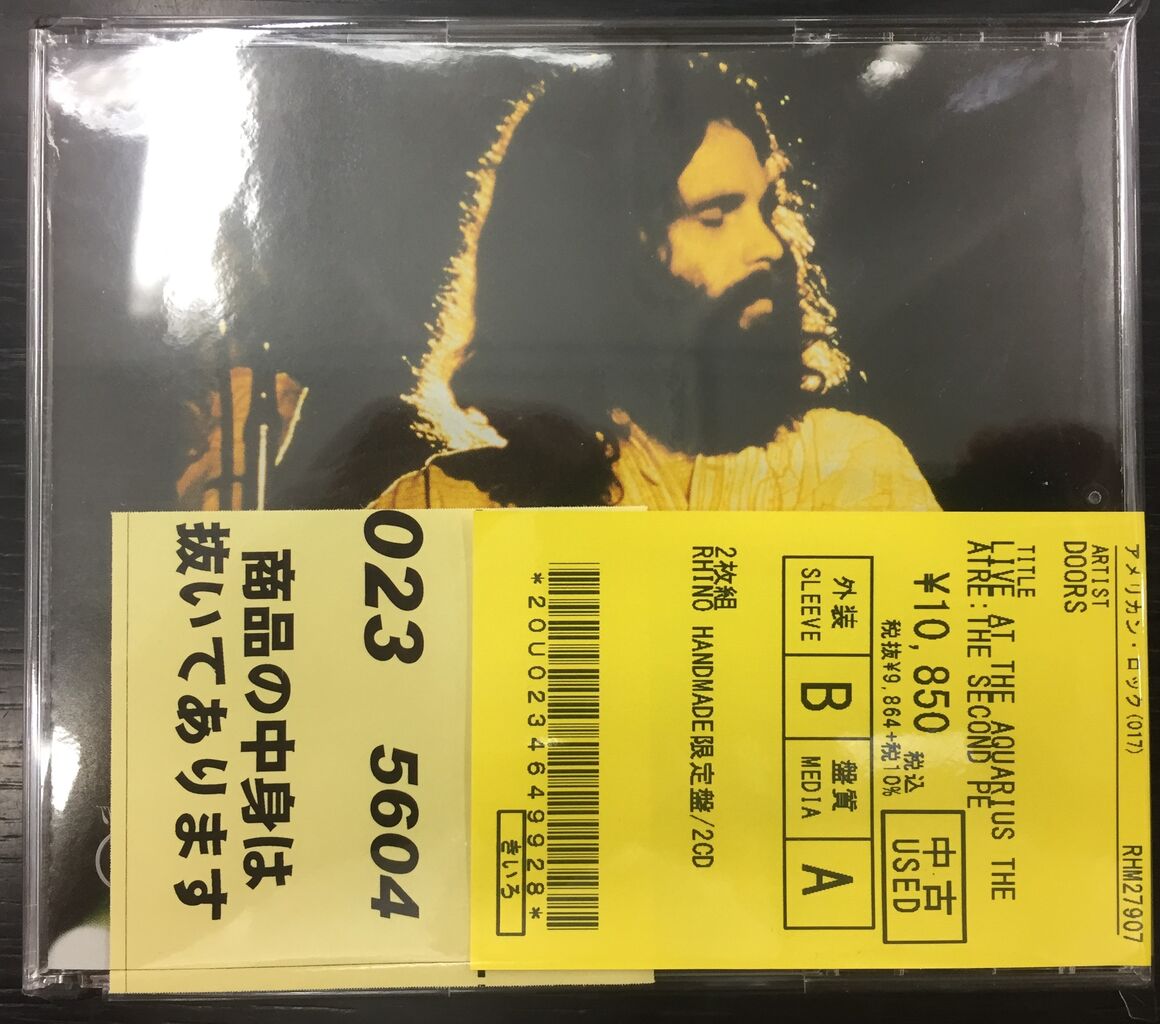 アメリカン・ロック(017)
RHM27907
ARTIST
DOORS
TITLE
LIVE AT THE AQUARIUS THE
ATRE:THE SECOND PE
¥10,850 税込
税抜¥9,864+税10%
中古
USED
外装
SLEEVE
B
盤質
MEDIA
A
2枚組
RHINO HANDMADE限定盤/2CD
*20U0234649928*
きいろ
023 5604
商品の中身は
抜いてあります